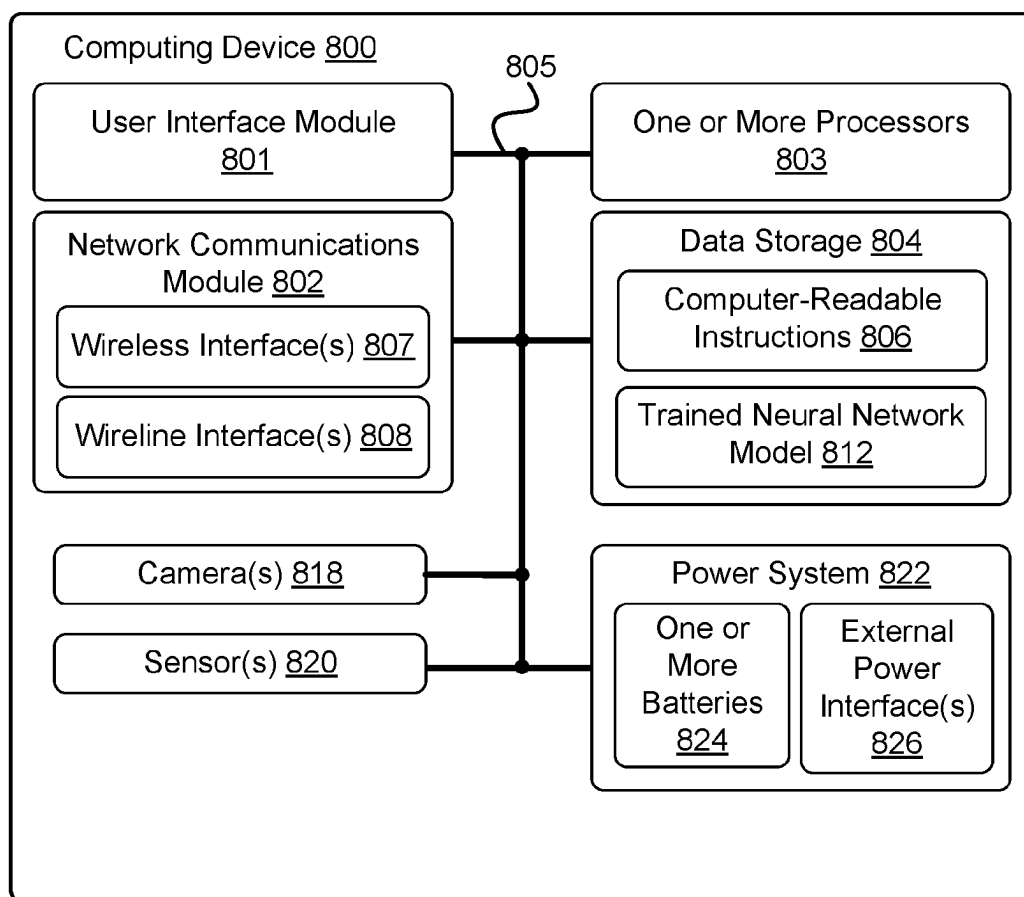 Computing Device 800
805
User Interface Module
801
One or More Processors
803
Network Communications
Module 802
Wireless Interface(s) 807
Wireline Interface(s) 808
Data Storage 804
Computer-Readable
Instructions 806
Trained Neural Network
Model 812
Camera(s) 818
Sensor(s) 820
Power System 822
One or
More
Batteries
824
External
Power
Interface(s)
826